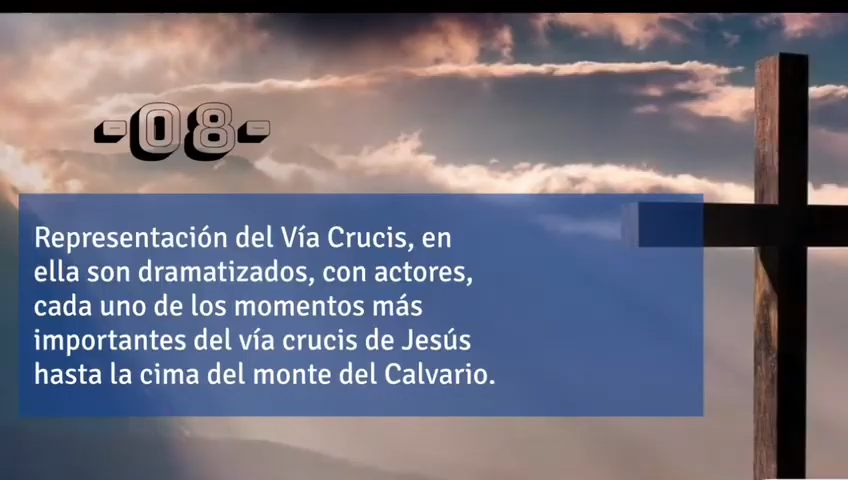 -08-
Representación del Vía Crucis, en
ella son dramatizados, con actores,
cada uno de los momentos más
importantes del vía crucis de Jesús
hasta la cima del monte del Calvario.